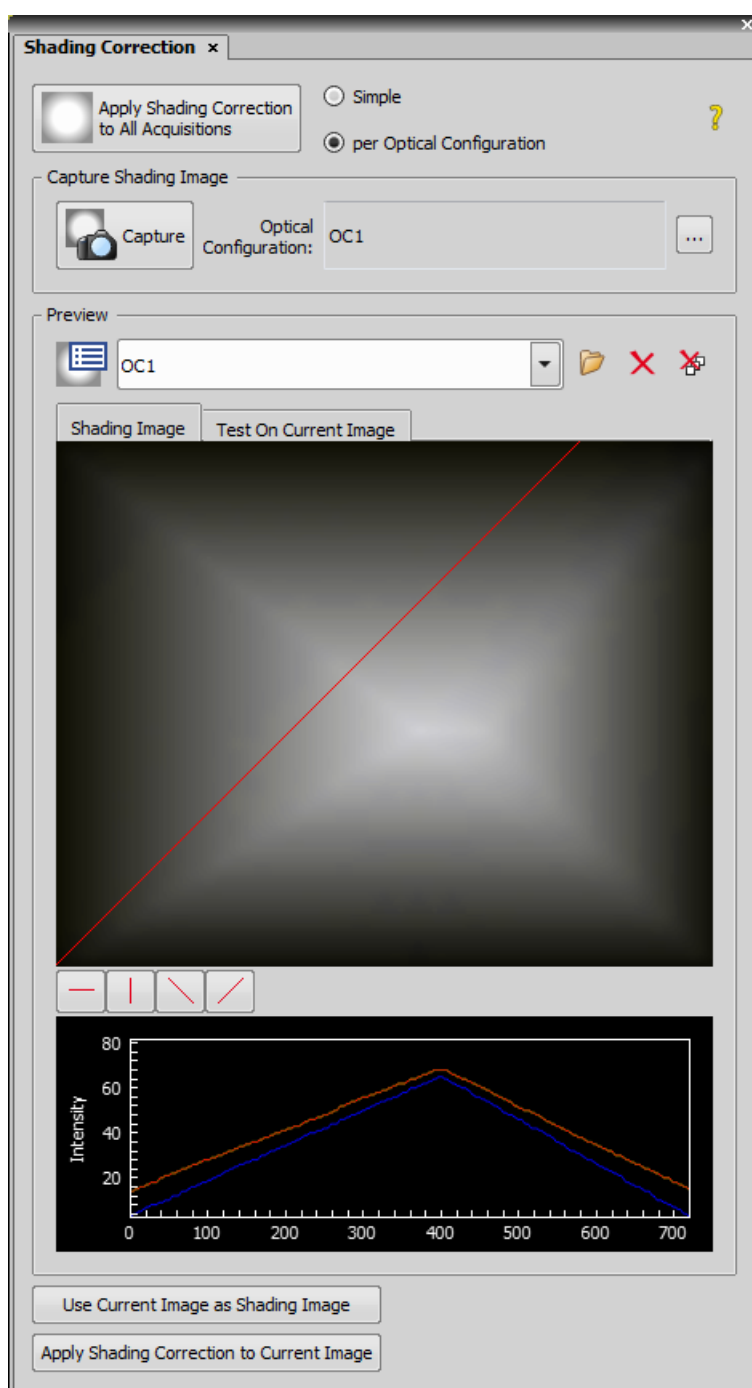 Shading Correction ×
Apply Shading Correction
to All Acquisitions
Simple
per Optical Configuration
?
Capture Shading Image
Capture
Optical
Configuration:
OC1
...
Preview
OC1
Shading Image
Test On Current Image
80
60
40
20
Intensity
0 100 200 300 400 500 600 700
Use Current Image as Shading Image
Apply Shading Correction to Current Image